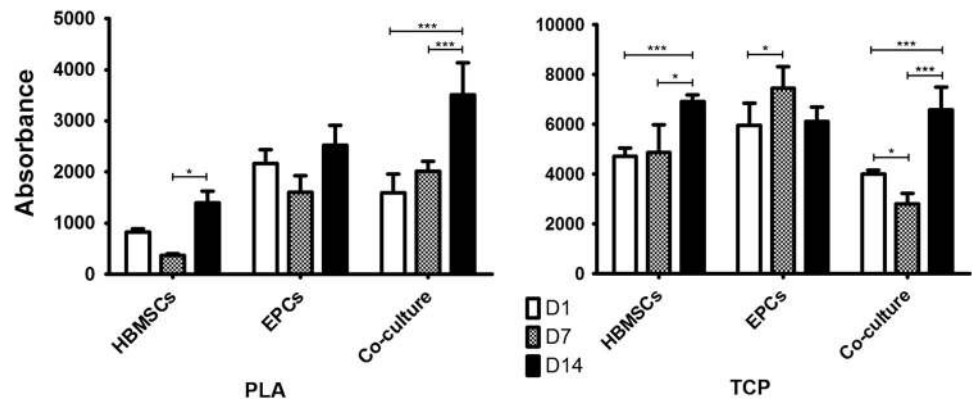 Absorbance
5000
4000
3000
2000
1000
0
***
***
*
HBMSCs
EPCs
Co-culture
PLA
10000
8000
6000
4000
2000
0
***
*
*
***
***
*
HBMSCs
EPCs
Co-culture
TCP
D1
D7
D14